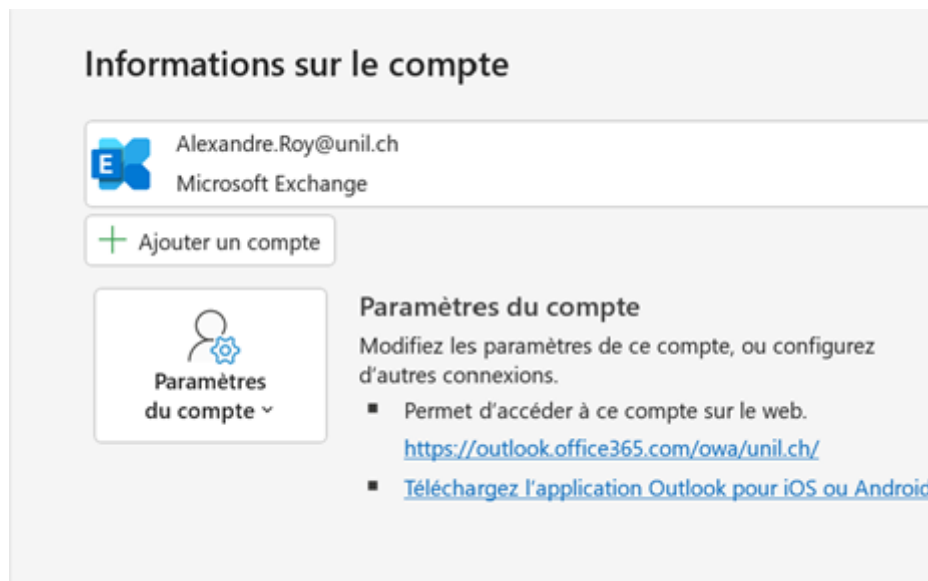 Informations sur le compte
Alexandre.Roy@unil.ch
Microsoft Exchange
Ajouter un compte
Paramètres
du compte
Paramètres du compte
Modifiez les paramètres de ce compte, ou configurez
d'autres connexions.
Permet d'accéder à ce compte sur le web.
https://outlook.office365.com/owa/unil.ch/
Téléchargez l'application Outlook pour iOS ou Android